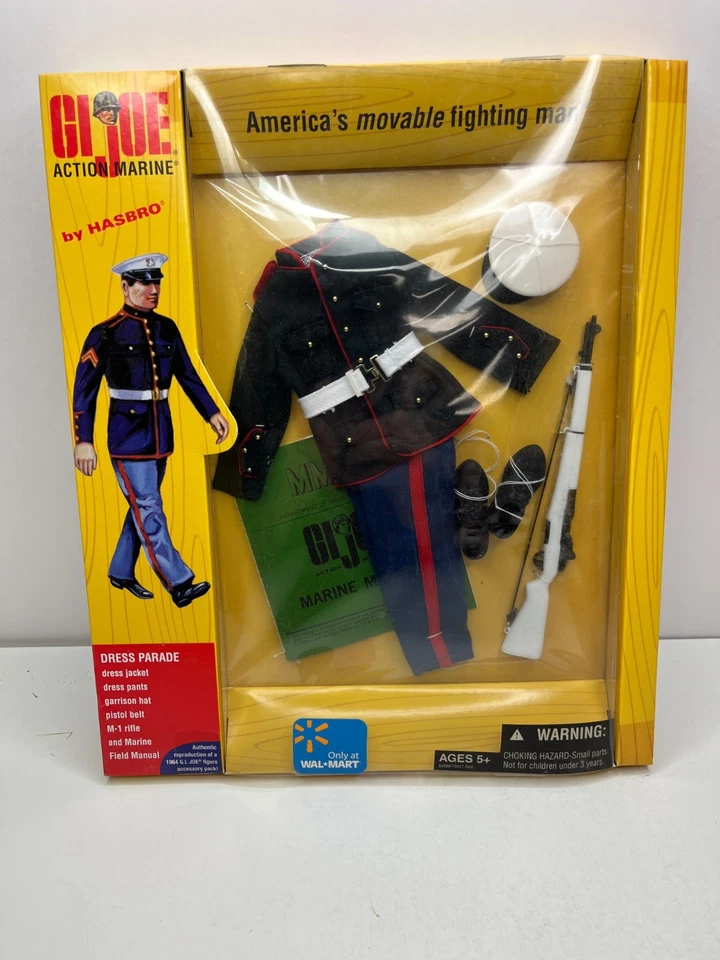 GI JOE®
ACTION MARINE®
by HASBRO®
America's movable fighting man
MM
GI JOE
ACTION
MARINE M
DRESS PARADE
dress jacket
dress pants
garrison hat
pistol belt
M-1 rifle
and Marine
Field Manual
Authentic
reproduction of a
1964 G.I. JOE® figure
accessory pack!
Only at
WAL★MART
AGES 5+
WARNING:
CHOKING HAZARD-Small parts.
Not for children under 3 years.